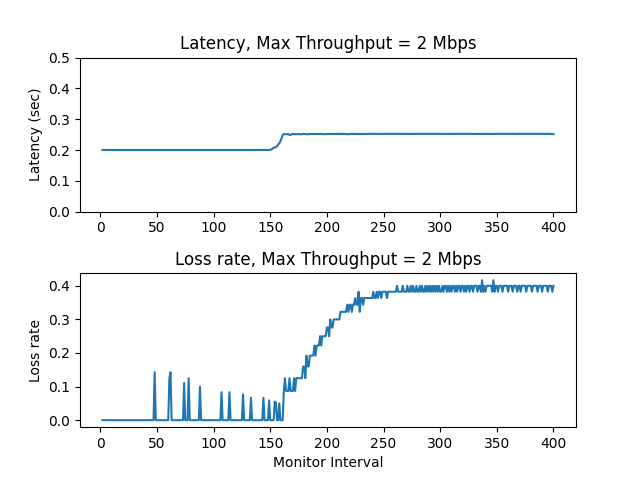 Latency, Max Throughput = 2 Mbps
0.5
0.4
0.3
0.2
0.1
0.0
Latency (sec)
0 50 100 150 200 250 300 350 400
Loss rate, Max Throughput = 2 Mbps
0.4
0.3
0.2
0.1
0.0
Loss rate
0 50 100 150 200 250 300 350 400
Monitor Interval